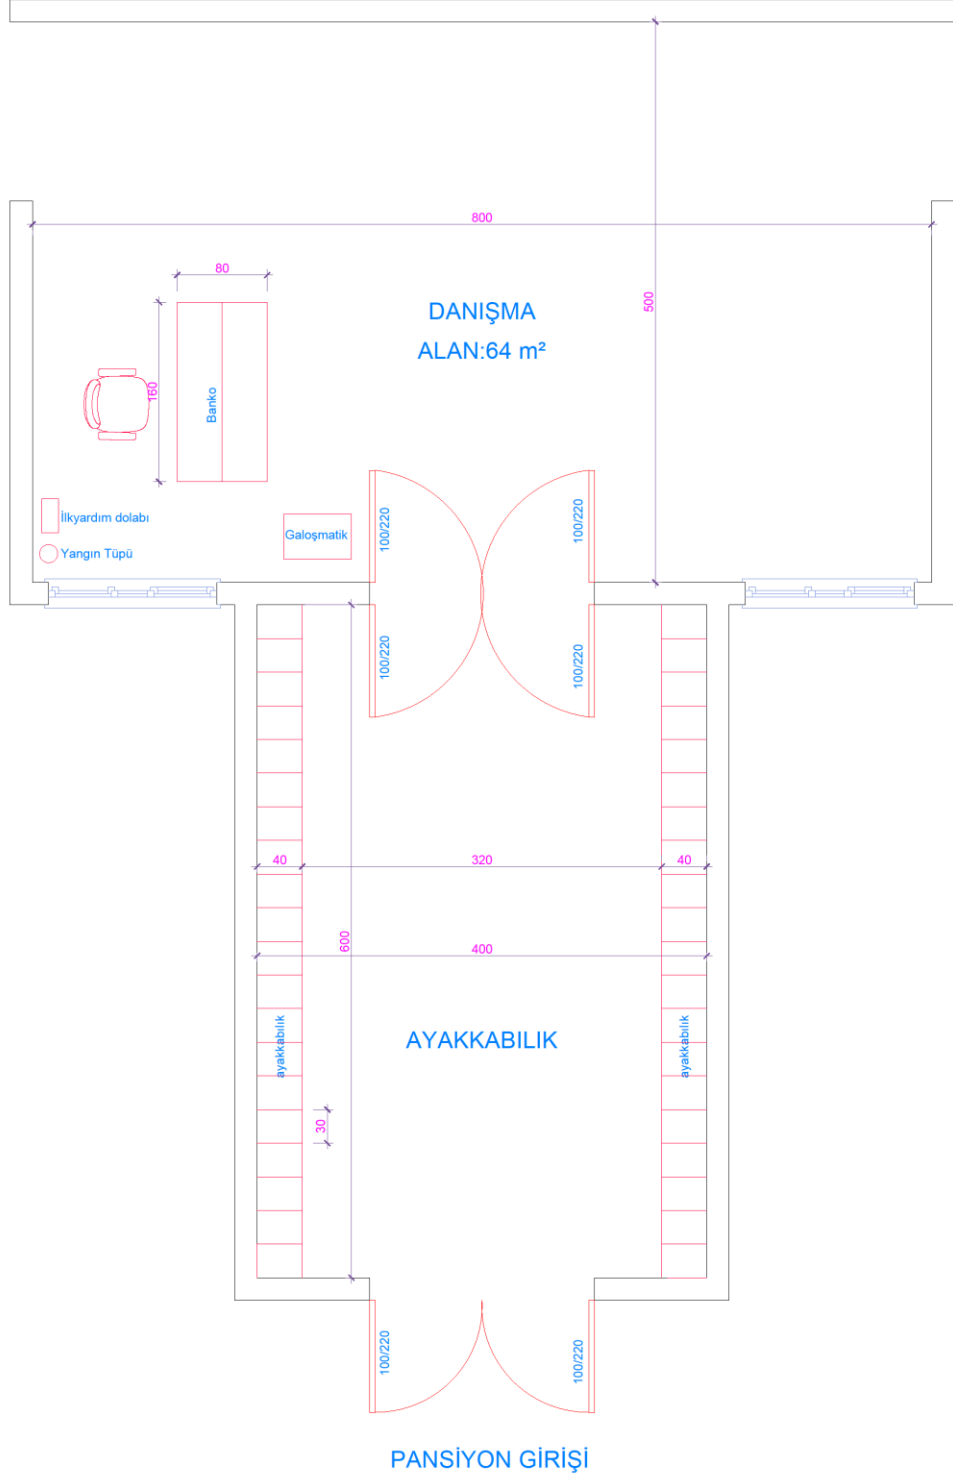 800
80
500
DANIŞMA
ALAN:64 m²
160
Banko
İlkyardım dolabı
Yangın Tüpü
Galoşmatik
100/220
100/220
100/220
100/220
40
320
40
600
400
ayakkabılık
AYAKKABILIK
ayakkabılık
30
100/220
100/220
PANSİYON GİRİŞİ